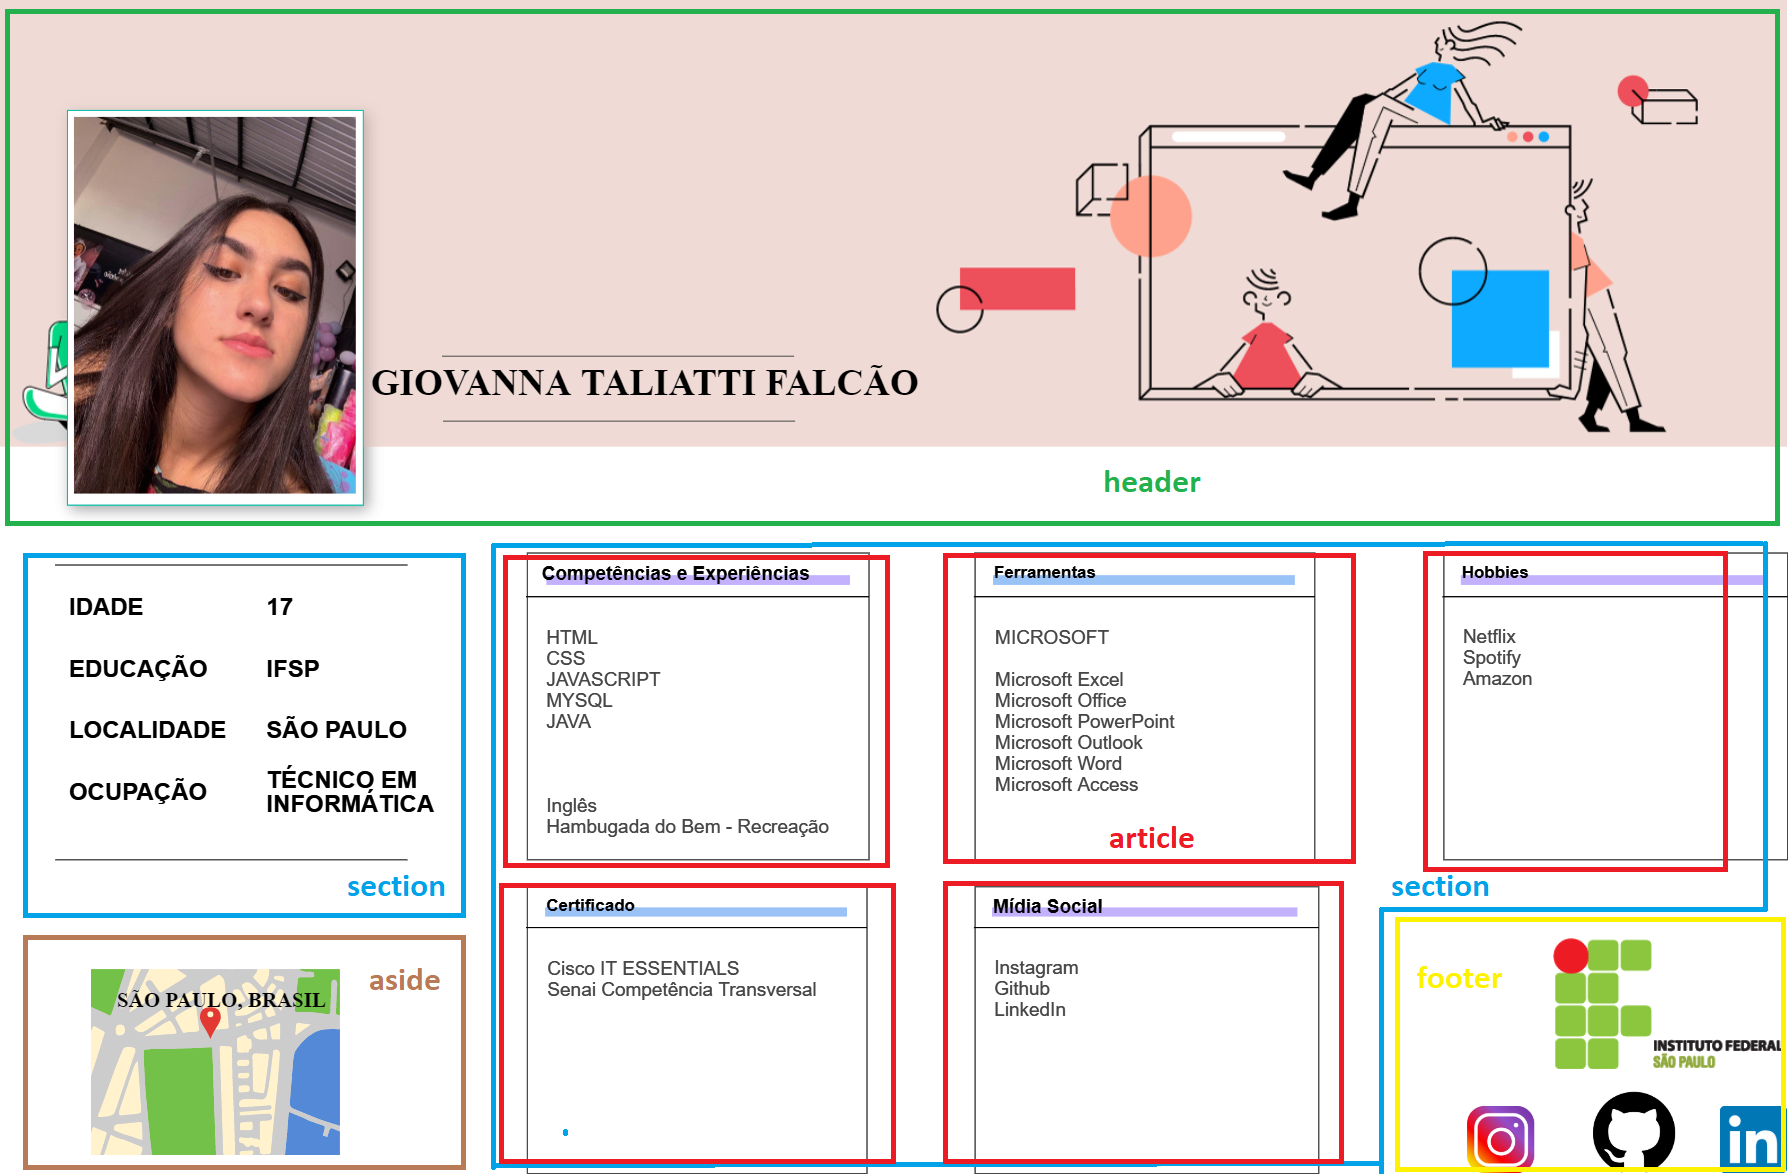 GIOVANNA TALIATTI FALCÃO
header
IDADE 17
EDUCAÇÃO IFSP
LOCALIDADE SÃO PAULO
OCUPAÇÃO TÉCNICO EM
INFORMÁTICA
section
SÃO PAULO, BRASIL
aside
Competências e Experiências
HTML
CSS
JAVASCRIPT
MYSQL
JAVA
Inglês
Hambugada do Bem - Recreação
Ferramentas
MICROSOFT
Microsoft Excel
Microsoft Office
Microsoft PowerPoint
Microsoft Outlook
Microsoft Word
Microsoft Access
article
Hobbies
Netflix
Spotify
Amazon
section
Certificado
Cisco IT ESSENTIALS
Senai Competência Transversal
Mídia Social
Instagram
Github
LinkedIn
footer
INSTITUTO FEDERAL
SÃO PAULO
in